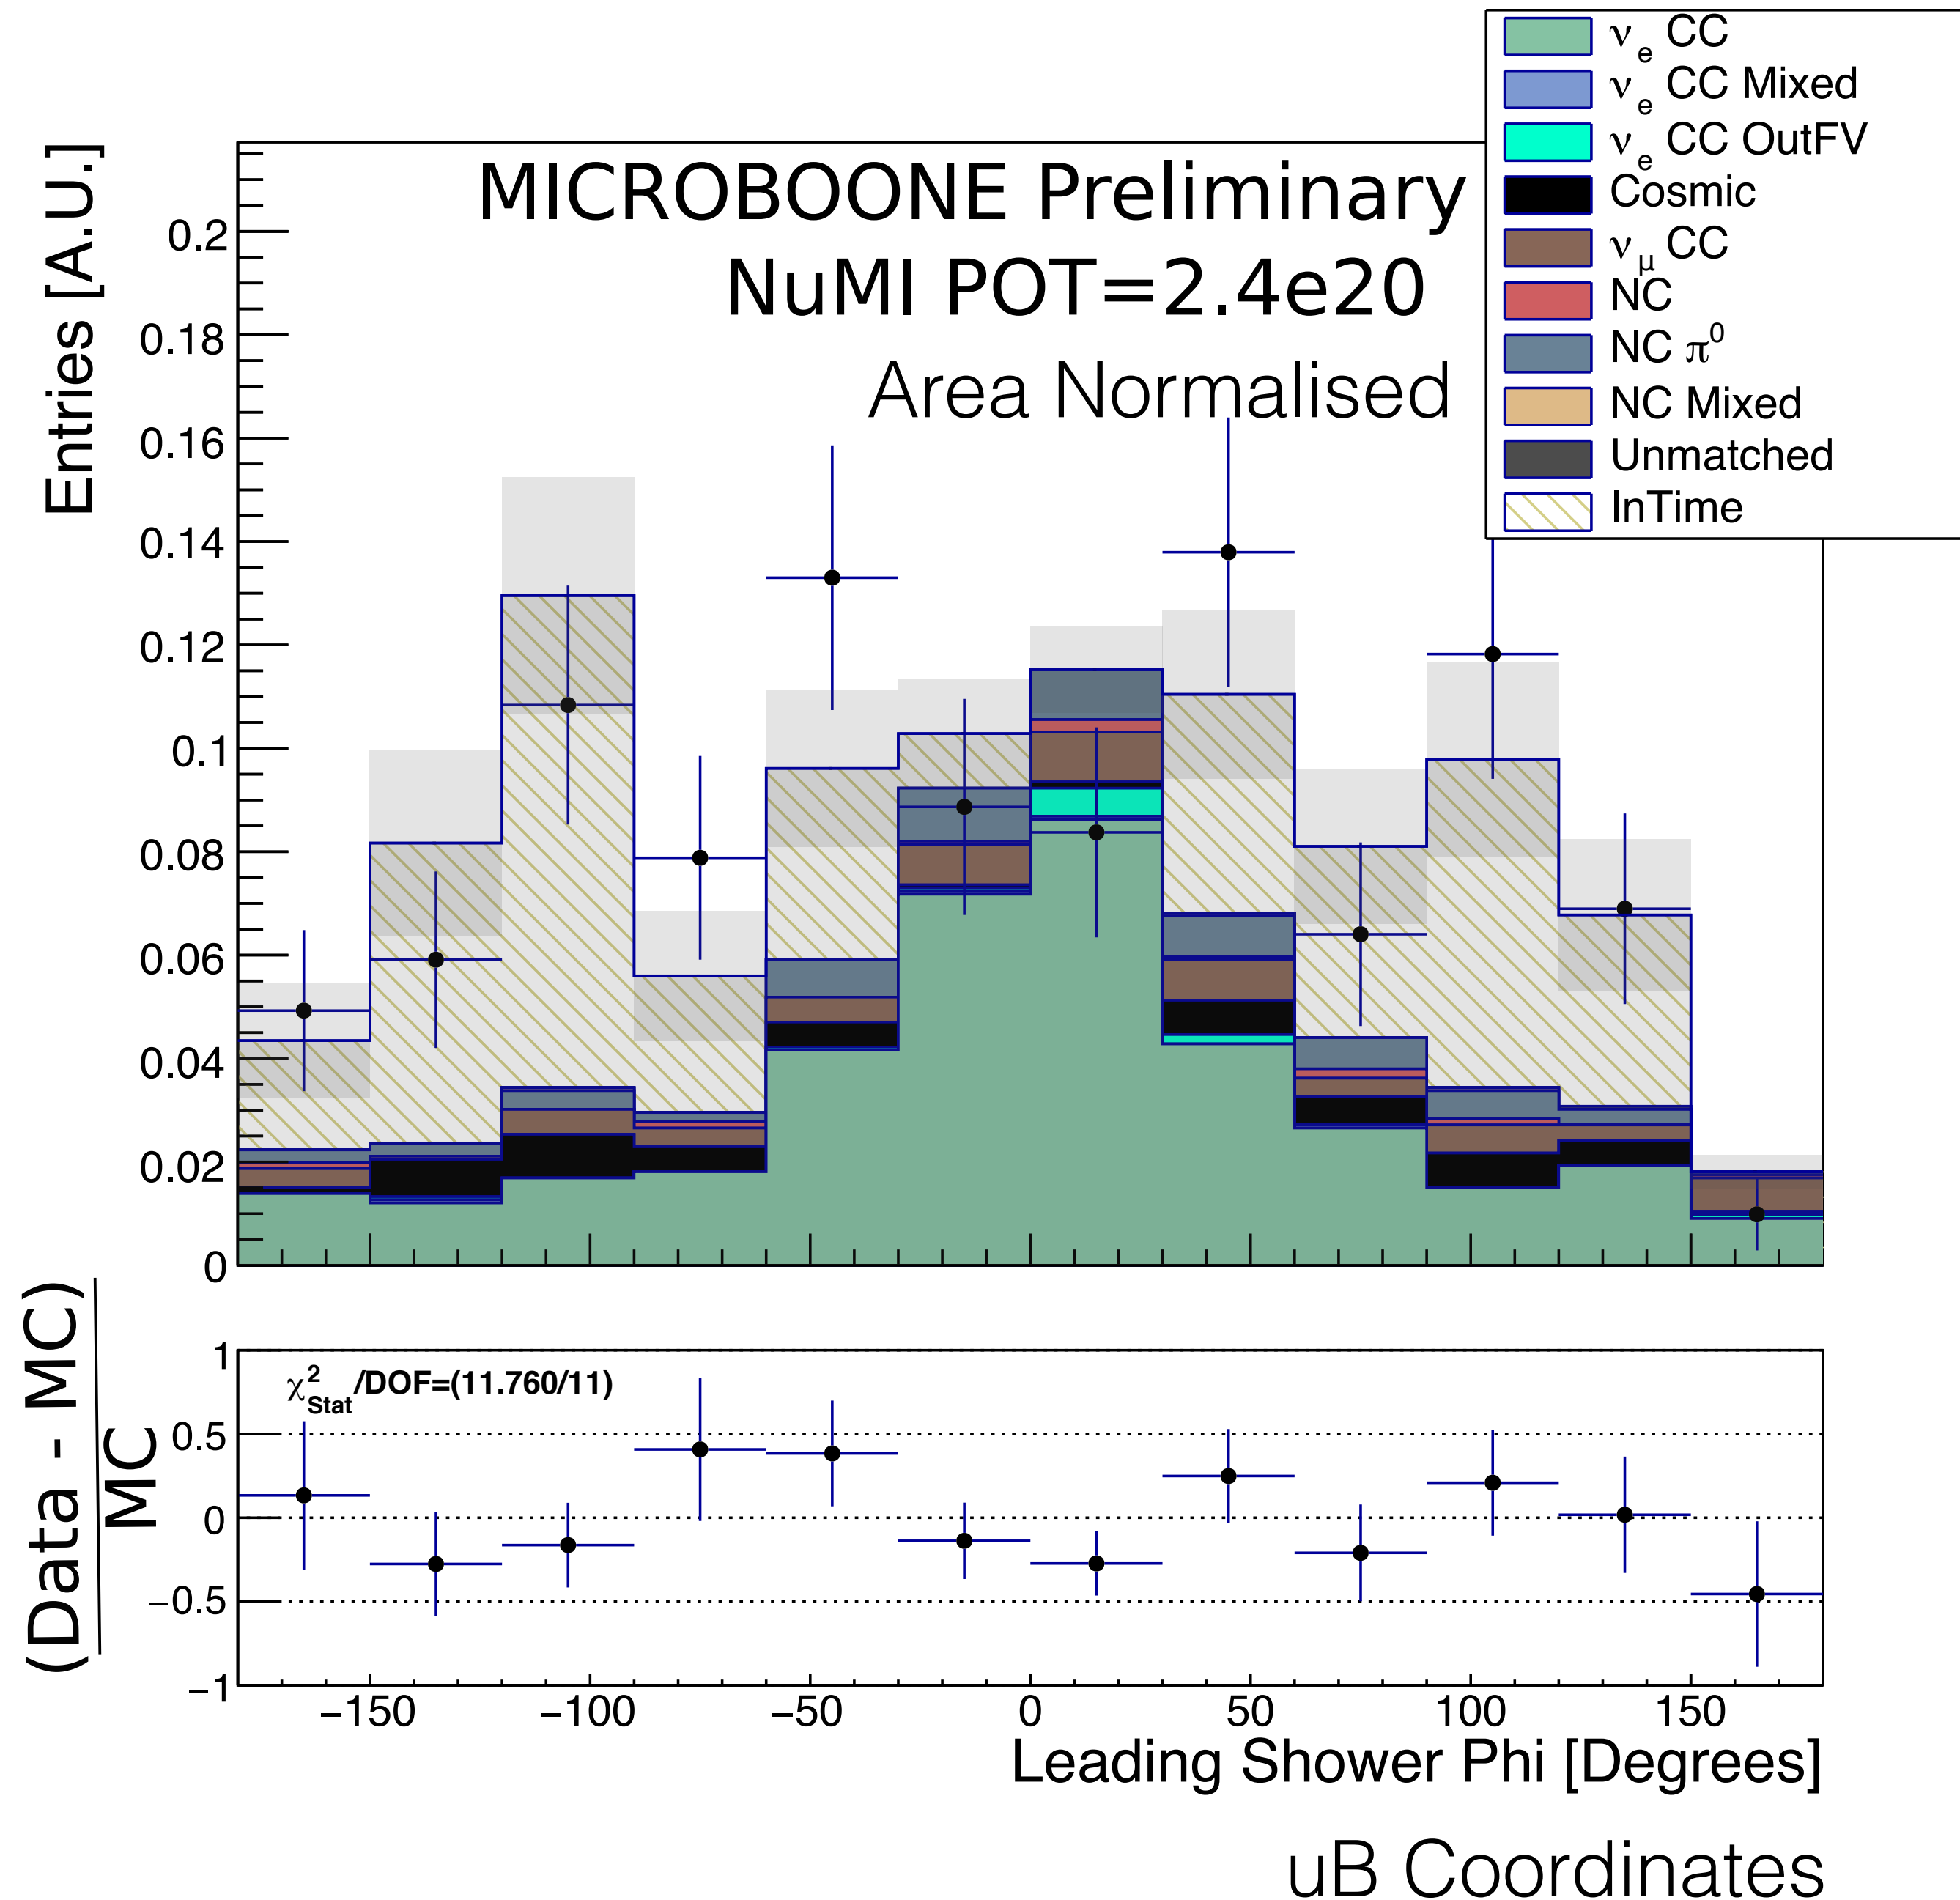 νe CC
νe CC Mixed
νe CC OutFV
Cosmic
νμ CC
NC
NC π0
NC Mixed
Unmatched
InTime
MICROBOONE Preliminary
NuMI POT=2.4e20
Area Normalised
Entries [A.U.]
0.2
0.18
0.16
0.14
0.12
0.1
0.08
0.06
0.04
0.02
0
(Data - MC)
MC
χ2Stat/DOF=(11.760/11)
1
0.5
0
−0.5
−1
−150 −100 −50 0 50 100 150
Leading Shower Phi [Degrees]
uB Coordinates